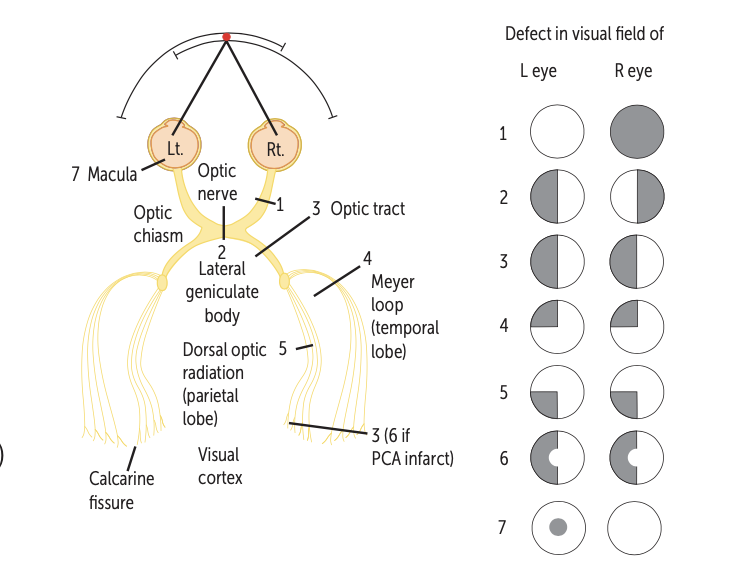 Defect in visual field of
L eye
R eye
Lt.
Rt.
7 Macula
Optic
nerve
1
3 Optic tract
Optic
chiasm
2
Lateral
geniculate
body
4
Meyer
loop
(temporal
lobe)
Dorsal optic
radiation
(parietal
lobe)
5
3 (6 if
PCA infarct)
Visual
cortex
Calcarine
fissure
)
1
2
3
4
5
6
7